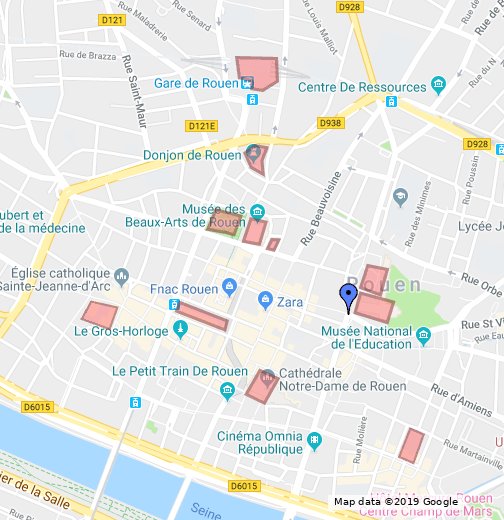 D121
Rue Maladrerie
Rue Senard
Rue Louis Malliot
D928
Rue de Brazza
Rue Saint-Maur
Gare de Rouen
Centre De Ressources
Rue du N
D121E
D938
D928
Donjon de Rouen
Rue Beauvoisine
Rue Poussin
Rue des Minimes
Musée des
Beaux-Arts de Rouen
ubert et
de la médecine
Lycée Je
Église catholique
Sainte-Jeanne-d'Arc
Rue Orbe
Fnac Rouen
Zara
Rouen
Le Gros-Horloge
Musée National
de l'Education
Rue St V
Le Petit Train De Rouen
Cathédrale
Notre-Dame de Rouen
Rue d'Amiens
D6015
Rue Molière
Cinéma Omnia
République
Rue Martainville
D6015
er de la Salle
Seine
Map data ©2019 Google
Centre Champ de Mars